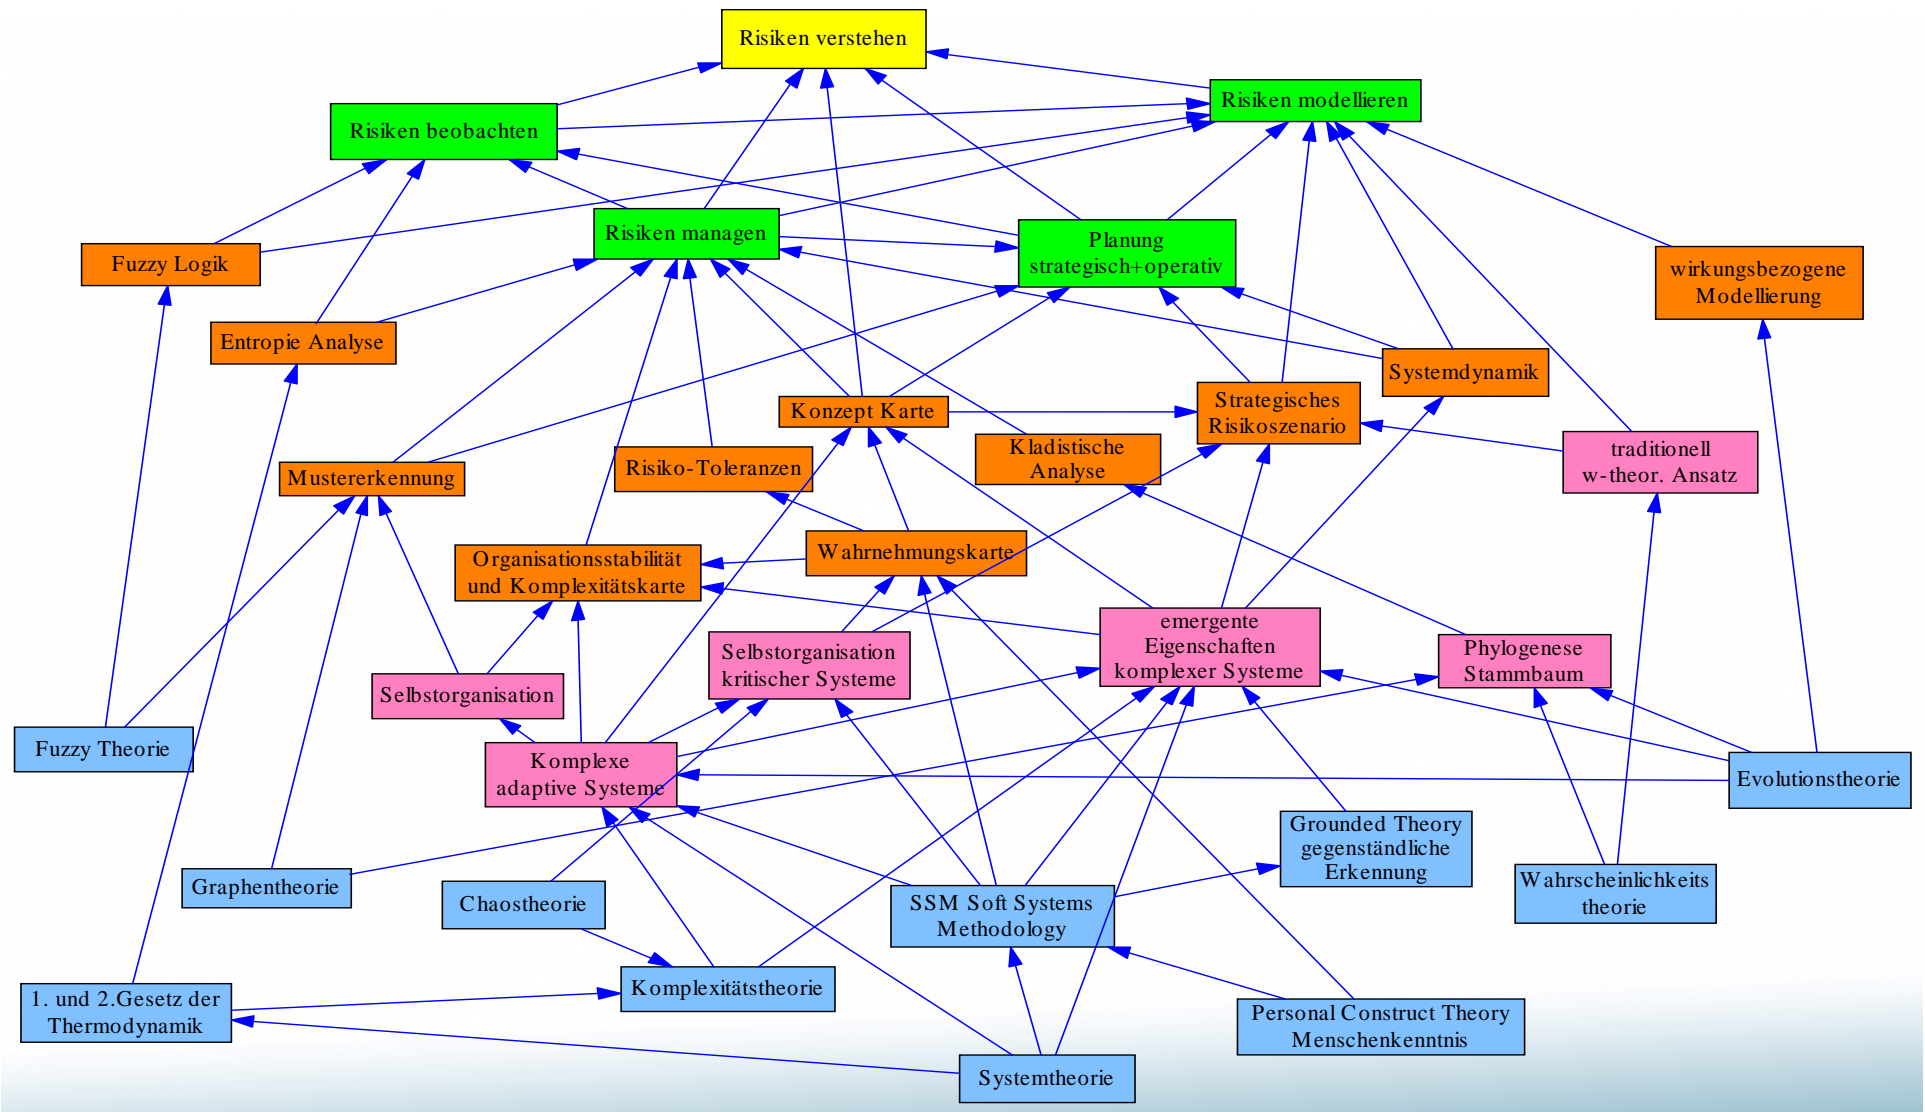 Risiken verstehen
Risiken modellieren
Risiken beobachten
Risiken managen
Planung
strategisch+operativ
Fuzzy Logik
wirkungsbezogene
Modellierung
Entropie Analyse
Systemdynamik
Konzept Karte
Strategisches
Risikoszenario
Kladistische
Analyse
traditionell
w-theor. Ansatz
Mustererkennung
Risiko-Toleranzen
Organisationsstabilität
und Komplexitätskarte
Wahrnehmungskarte
emergente
Eigenschaften
komplexer Systeme
Selbstorganisation
kritischer Systeme
Phylogenese
Stammbaum
Selbstorganisation
Fuzzy Theorie
Komplexe
adaptive Systeme
Evolutionstheorie
Grounded Theory
gegenständliche
Erkennung
Graphentheorie
Chaostheorie
SSM Soft Systems
Methodology
Wahrscheinlichkeits
theorie
Komplexitätstheorie
1. und 2.Gesetz der
Thermodynamik
Personal Construct Theory
Menschenkenntnis
Systemtheorie